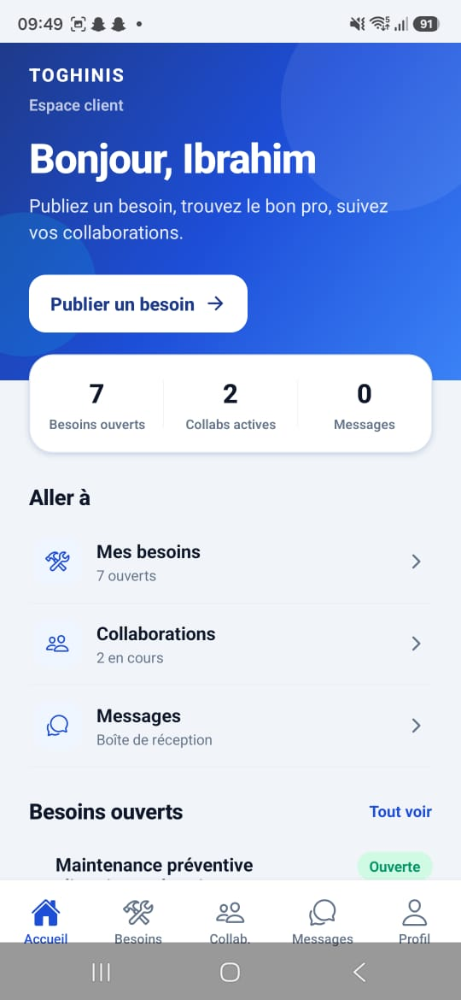 09:49
91
TOGHINIS
Espace client
Bonjour, Ibrahim
Publiez un besoin, trouvez le bon pro, suivez
vos collaborations.
Publier un besoin →
7 2 0
Besoins ouverts Collabs actives Messages
Aller à
Mes besoins
7 ouverts
Collaborations
2 en cours
Messages
Boîte de réception
Besoins ouverts Tout voir
Maintenance préventive Ouverte
Accueil Besoins Collab. Messages Profil